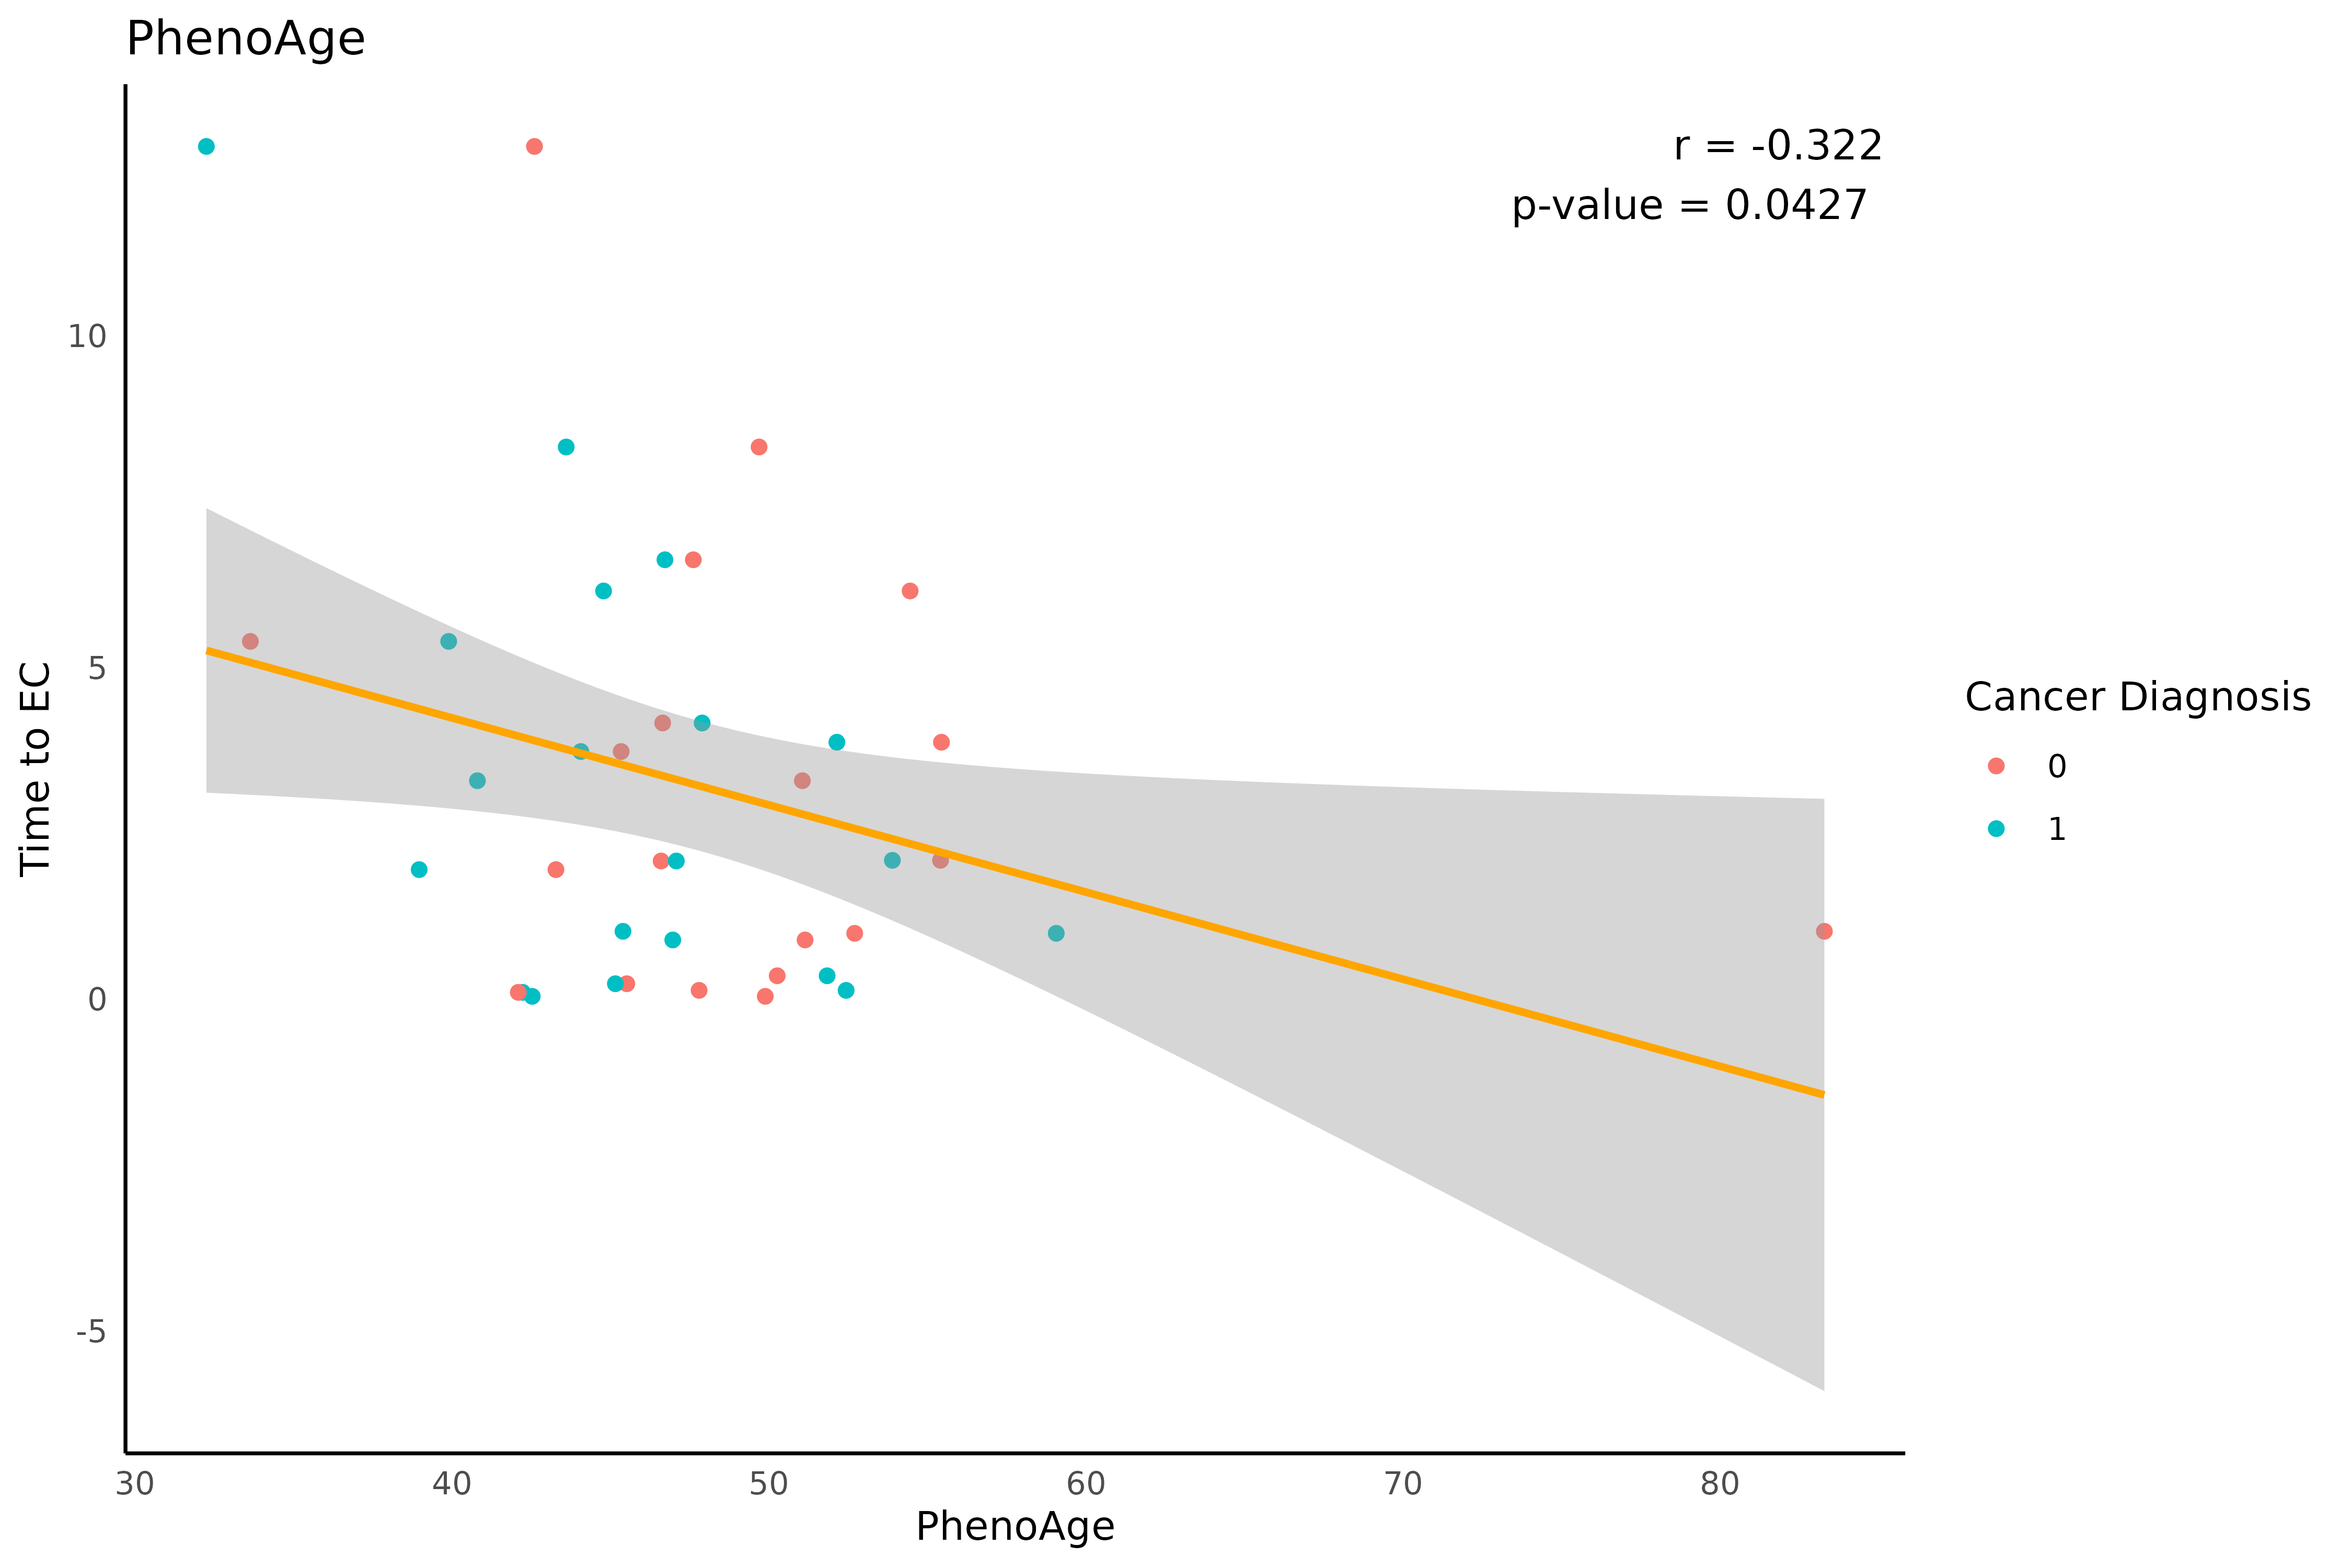 PhenoAge
r = -0.322
p-value = 0.0427
10
5
0
-5
Time to EC
30 40 50 60 70 80
PhenoAge
Cancer Diagnosis
0
1